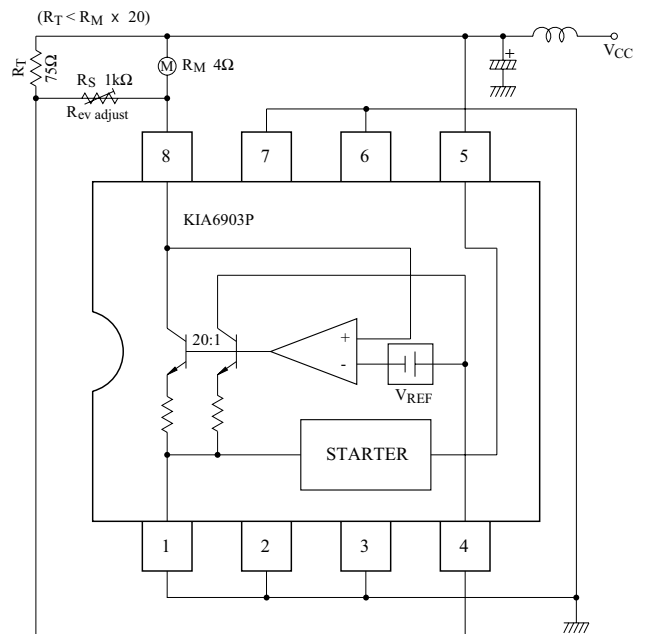 (RT < RM x 20)
RT
75Ω
RS 1kΩ
Rev adjust
M
RM 4Ω
+
VCC
8
7
6
5
KIA6903P
20:1
+
-
VREF
STARTER
1
2
3
4